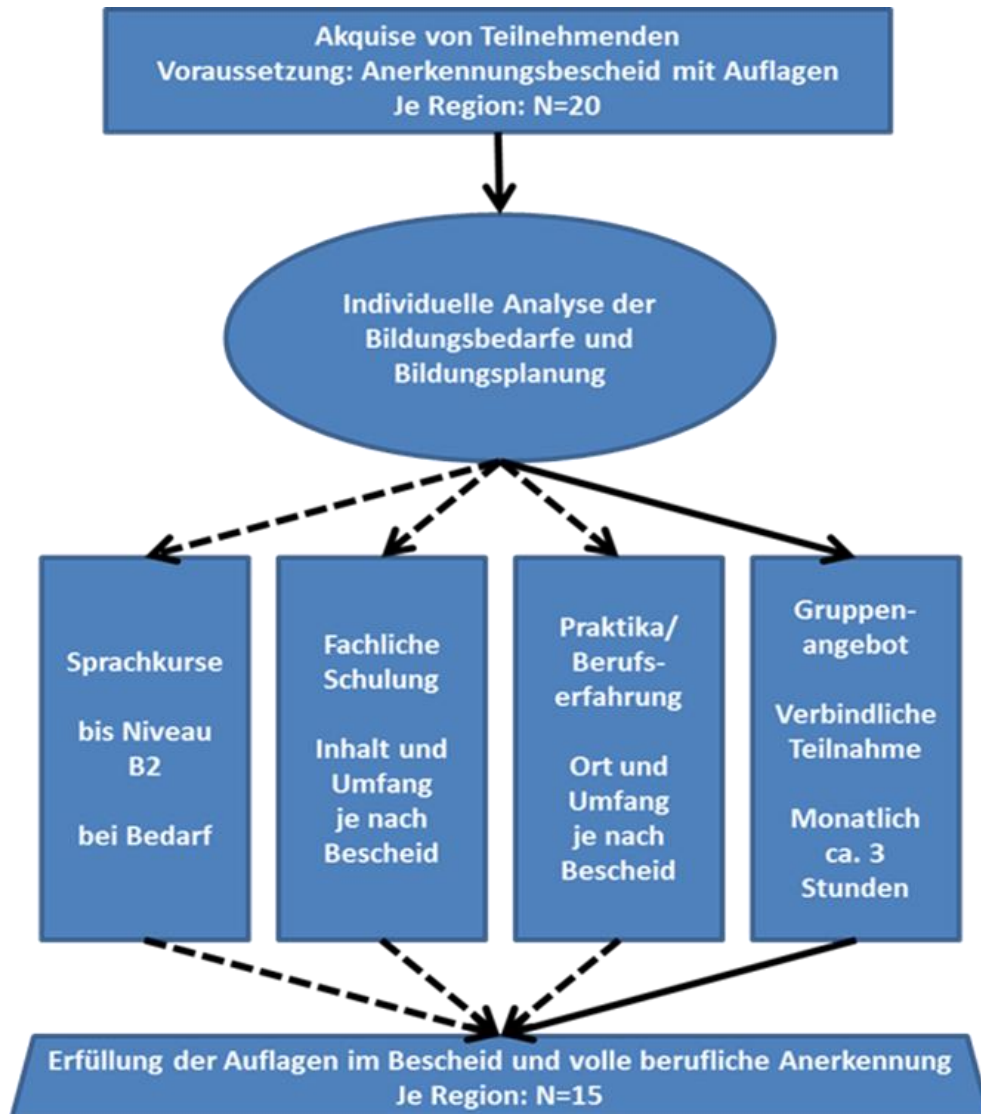 Akquise von Teilnehmenden
Voraussetzung: Anerkennungsbescheid mit Auflagen
Je Region: N=20
Individuelle Analyse der
Bildungsbedarfe und
Bildungsplanung
Sprachkurse
bis Niveau
B2
bei Bedarf
Fachliche
Schulung
Inhalt und
Umfang
je nach
Bescheid
Praktika/
Berufs-
erfahrung
Ort und
Umfang
je nach
Bescheid
Gruppen-
angebot
Verbindliche
Teilnahme
Monatlich
ca. 3
Stunden
Erfüllung der Auflagen im Bescheid und volle berufliche Anerkennung
Je Region: N=15